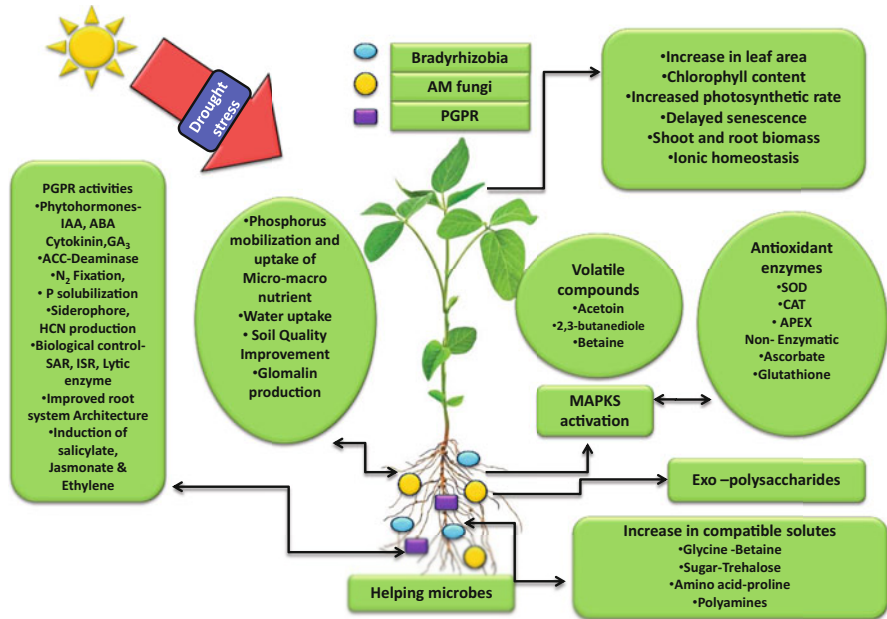 Drought
stress
Bradyrhizobia
AM fungi
PGPR
•Increase in leaf area
•Chlorophyll content
•Increased photosynthetic rate
•Delayed senescence
•Shoot and root biomass
•Ionic homeostasis
PGPR activities
•Phytohormones-
IAA, ABA
Cytokinin,GA₃
•ACC-Deaminase
•N₂ Fixation,
• P solubilization
•Siderophore,
HCN production
•Biological control-
SAR, ISR, Lytic
enzyme
•Improved root
system Architecture
•Induction of
salicylate,
Jasmonate &
Ethylene
•Phosphorus
mobilization and
uptake of
Micro-macro
nutrient
•Water uptake
• Soil Quality
Improvement
•Glomalin
production
Volatile
compounds
•Acetoin
•2,3-butanediole
•Betaine
Antioxidant
enzymes
•SOD
•CAT
• APEX
Non- Enzymatic
•Ascorbate
•Glutathione
MAPKS
activation
Exo –polysaccharides
Increase in compatible solutes
•Glycine -Betaine
•Sugar-Trehalose
•Amino acid-proline
•Polyamines
Helping microbes